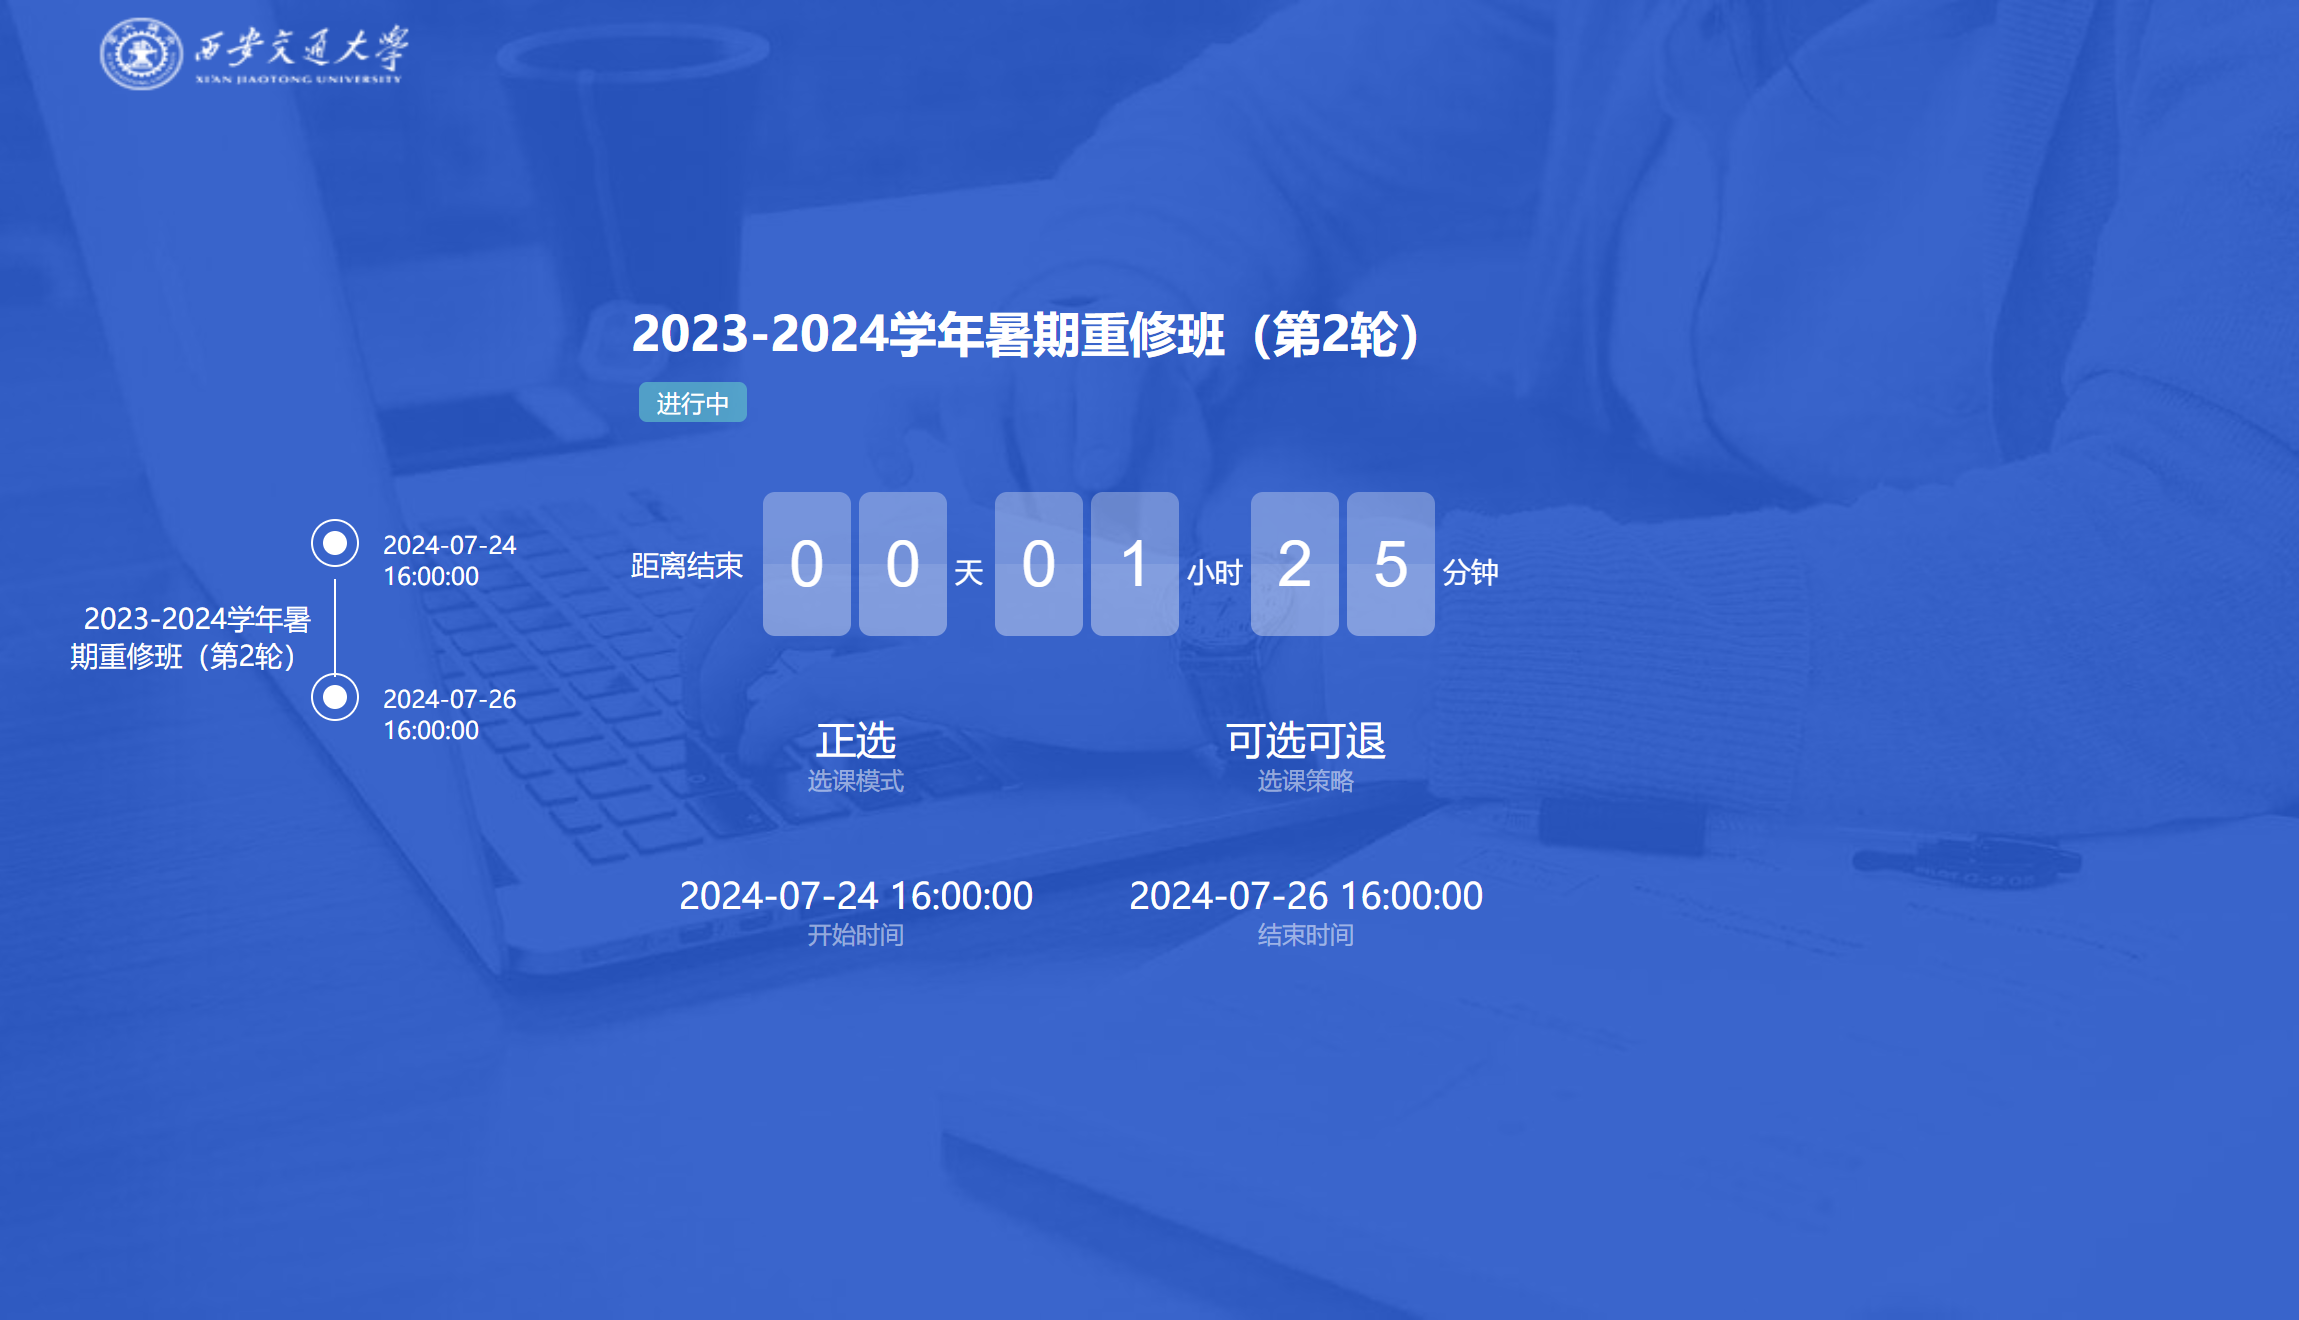 西安交通大学
XI'AN JIAOTONG UNIVERSITY
2023-2024学年暑期重修班（第2轮）
进行中
2024-07-24
16:00:00
2023-2024学年暑
期重修班（第2轮）
2024-07-26
16:00:00
距离结束 00天01小时25分钟
正选 可选可退
选课模式 选课策略
2024-07-24 16:00:00 2024-07-26 16:00:00
开始时间 结束时间